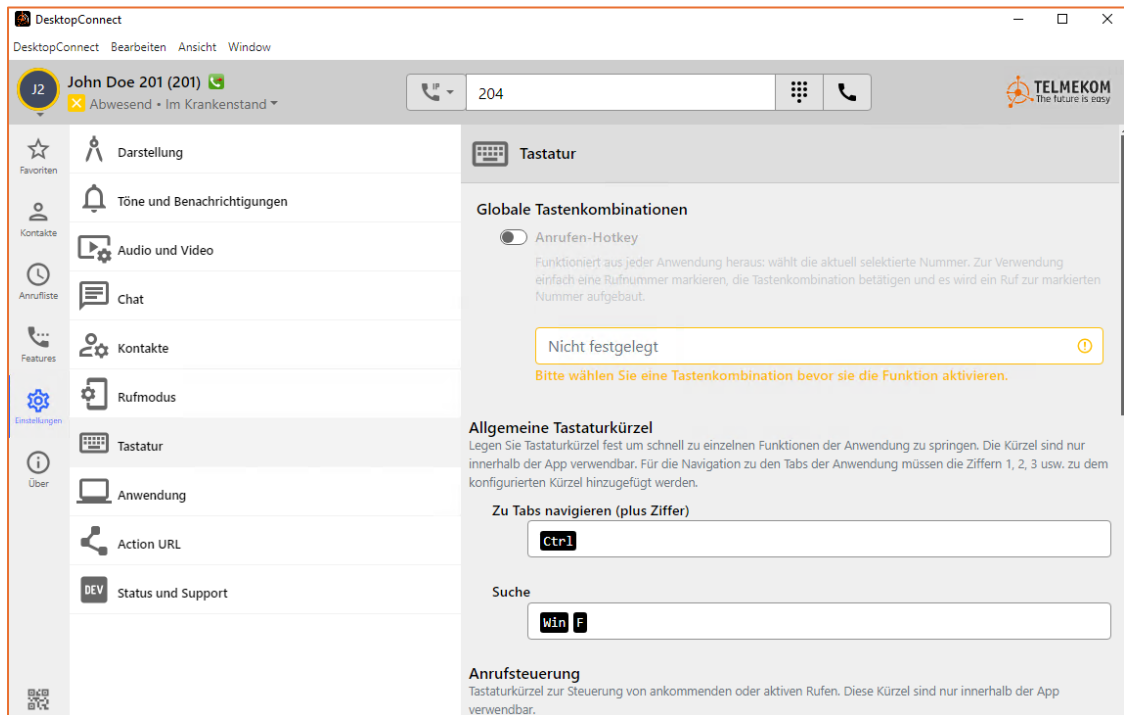 DesktopConnect
DesktopConnect Bearbeiten Ansicht Window
J2
John Doe 201 (201)
Abwesend • Im Krankenstand
IP
204
TELMEKOM
The future is easy
Favoriten
Kontakte
Anrufliste
Features
Einstellungen
Über
Darstellung
Töne und Benachrichtigungen
Audio und Video
Chat
Kontakte
Rufmodus
Tastatur
Anwendung
Action URL
DEV Status und Support
Tastatur
Globale Tastenkombinationen
Anrufen-Hotkey
Funktioniert aus jeder Anwendung heraus: wählt die aktuell selektierte Nummer. Zur Verwendung
einfach eine Rufnummer markieren, die Tastenkombination betätigen und es wird ein Ruf zur markierten
Nummer aufgebaut.
Nicht festgelegt
Bitte wählen Sie eine Tastenkombination bevor sie die Funktion aktivieren.
Allgemeine Tastaturkürzel
Legen Sie Tastaturkürzel fest um schnell zu einzelnen Funktionen der Anwendung zu springen. Die Kürzel sind nur
innerhalb der App verwendbar. Für die Navigation zu den Tabs der Anwendung müssen die Ziffern 1, 2, 3 usw. zu dem
konfigurierten Kürzel hinzugefügt werden.
Zu Tabs navigieren (plus Ziffer)
Ctrl
Suche
Win F
Anrufsteuerung
Tastaturkürzel zur Steuerung von ankommenden oder aktiven Rufen. Diese Kürzel sind nur innerhalb der App
verwendbar.